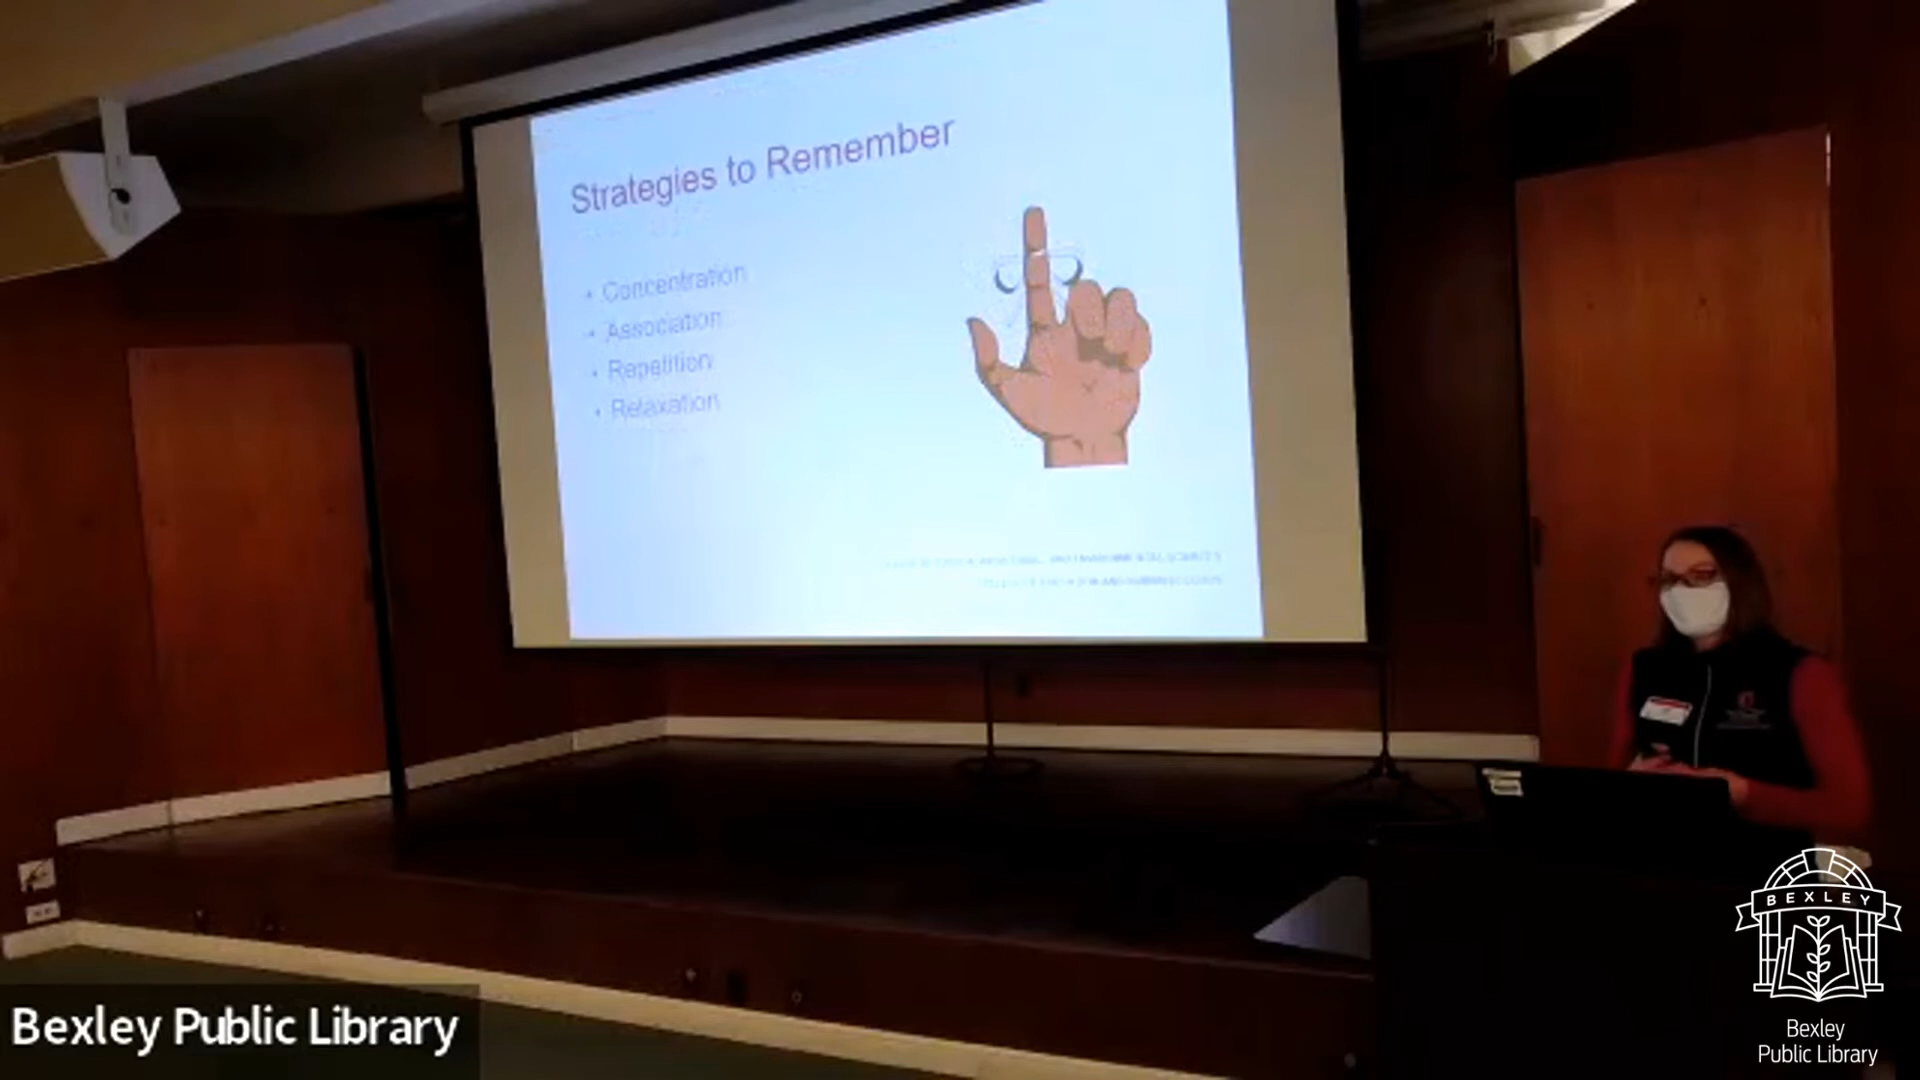 Strategies to Remember
• Concentration
• Association
• Repetition
• Relaxation
BEXLEY
Bexley
Public Library
Bexley Public Library